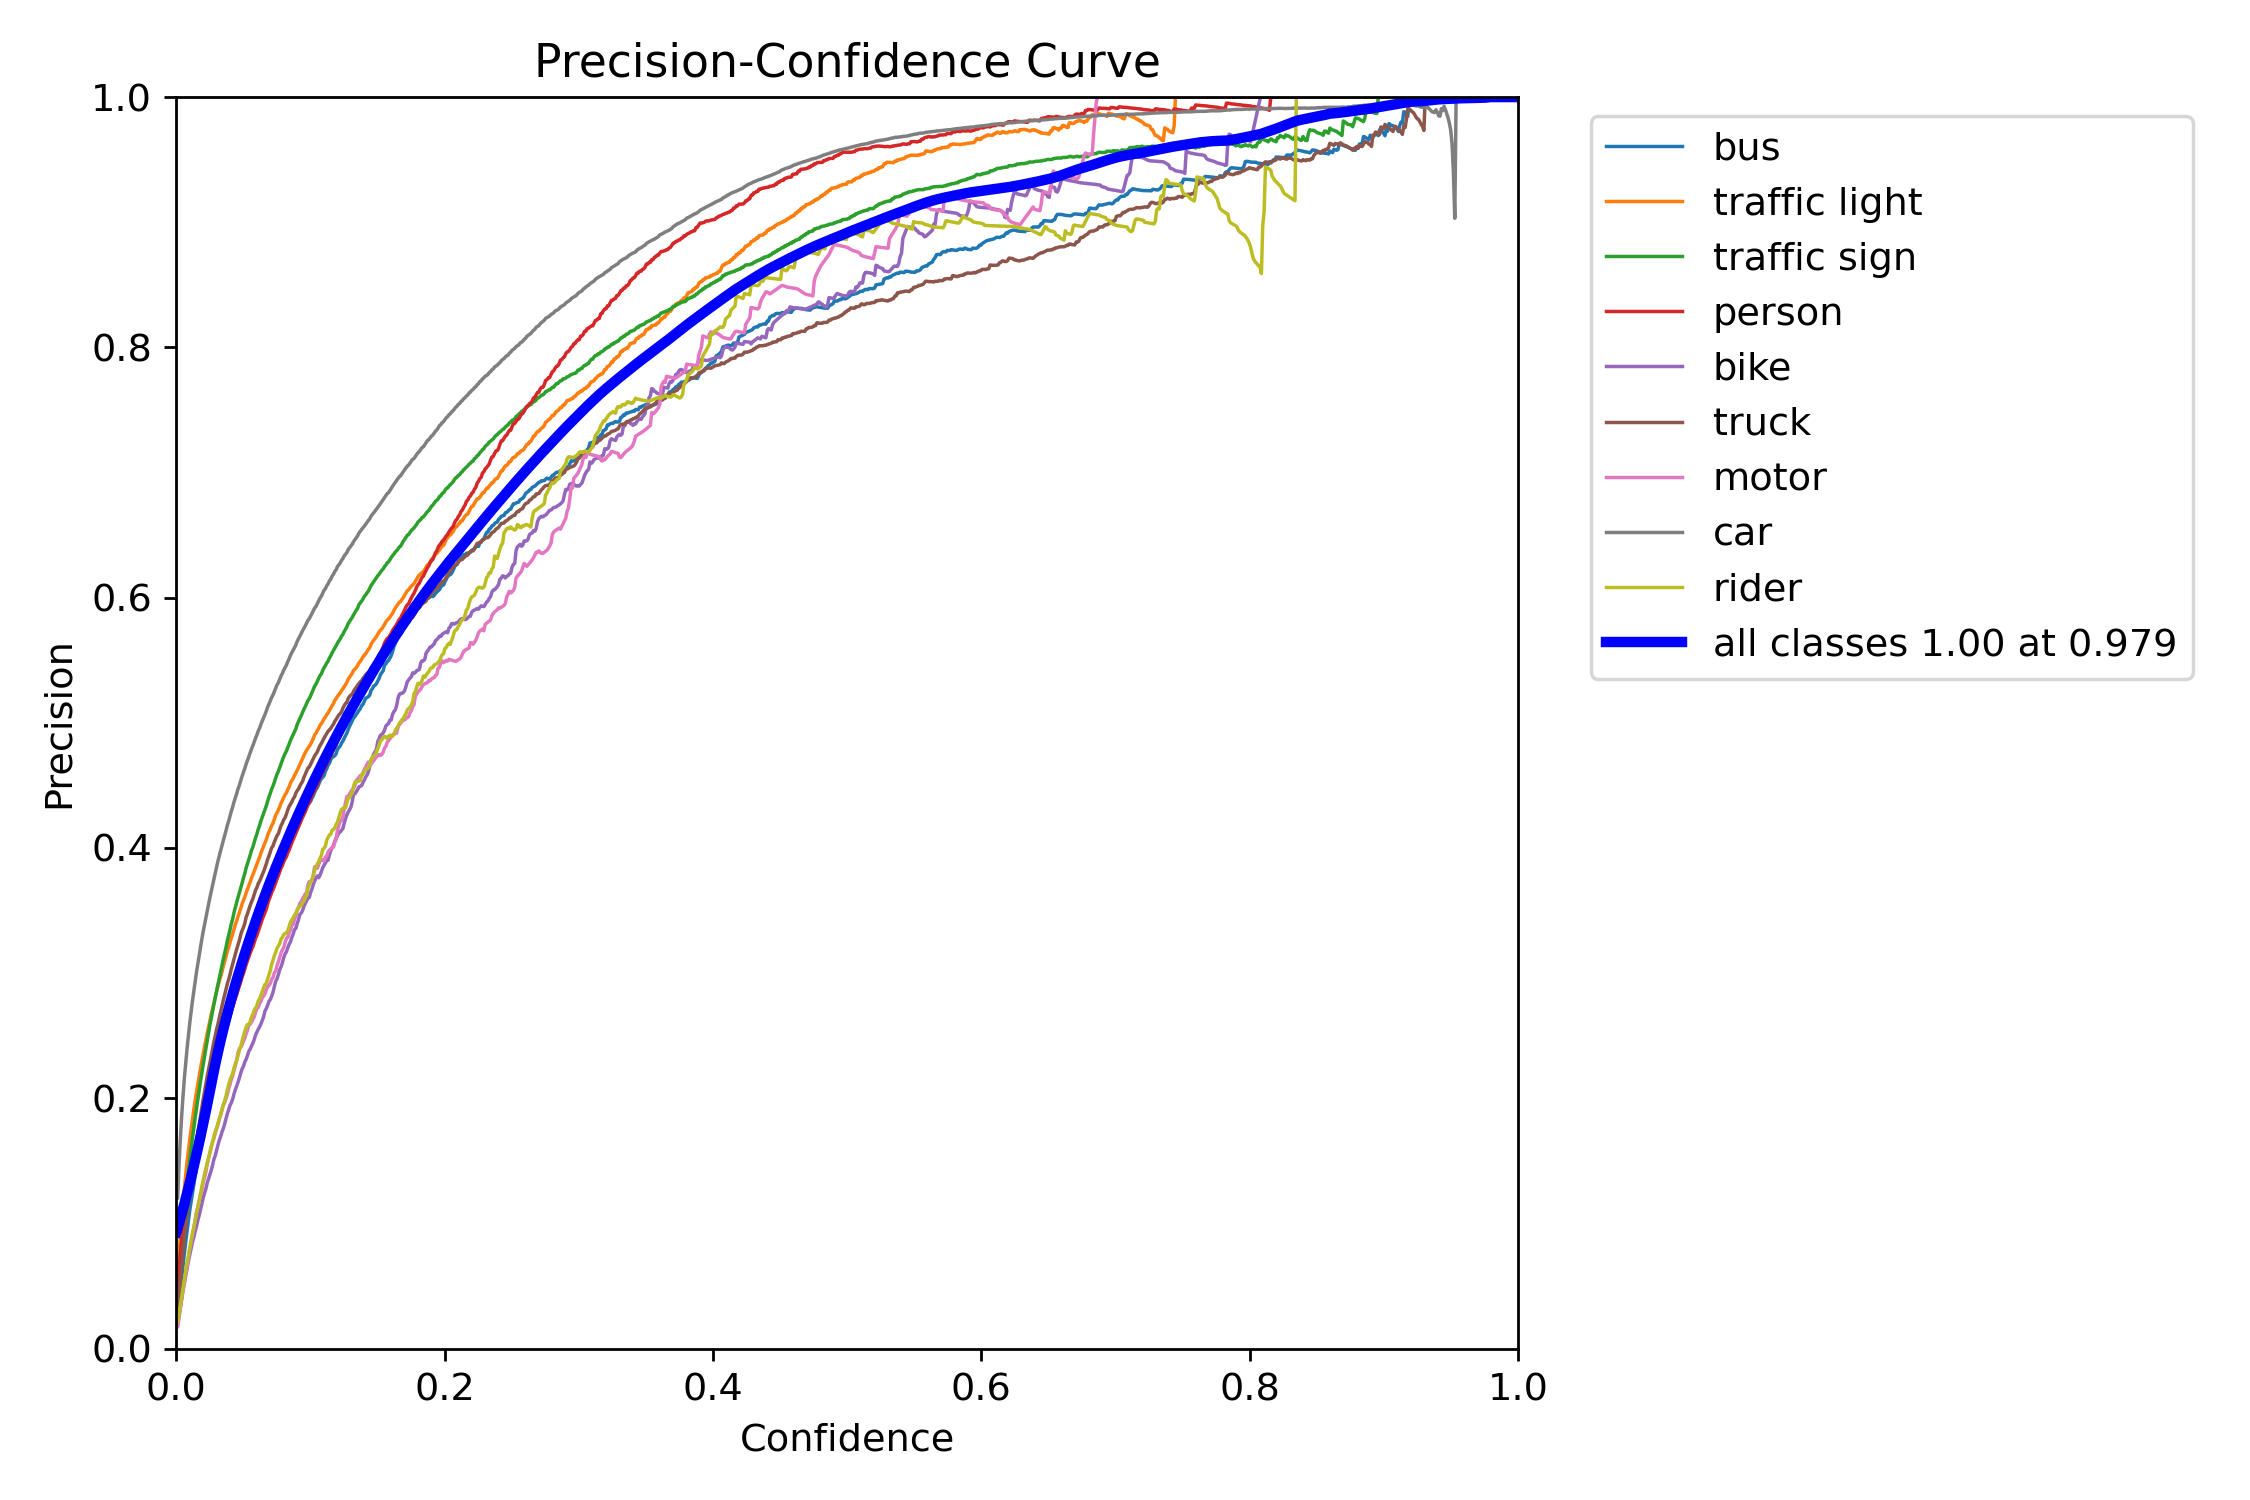 Precision-Confidence Curve
Precision
1.0
0.8
0.6
0.4
0.2
0.0
0.0 0.2 0.4 0.6 0.8 1.0
Confidence
bus
traffic light
traffic sign
person
bike
truck
motor
car
rider
all classes 1.00 at 0.979